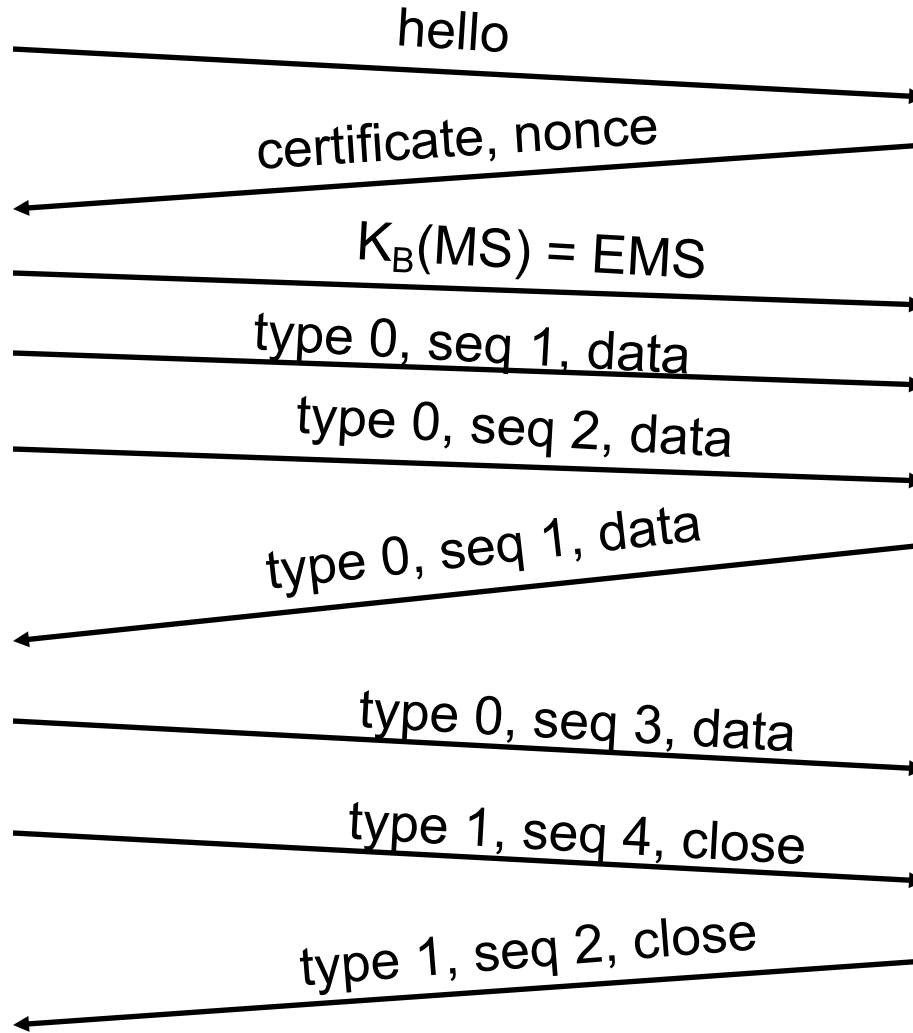 hello
certificate, nonce
K_B(MS) = EMS
type 0, seq 1, data
type 0, seq 2, data
type 0, seq 1, data
type 0, seq 3, data
type 1, seq 4, close
type 1, seq 2, close